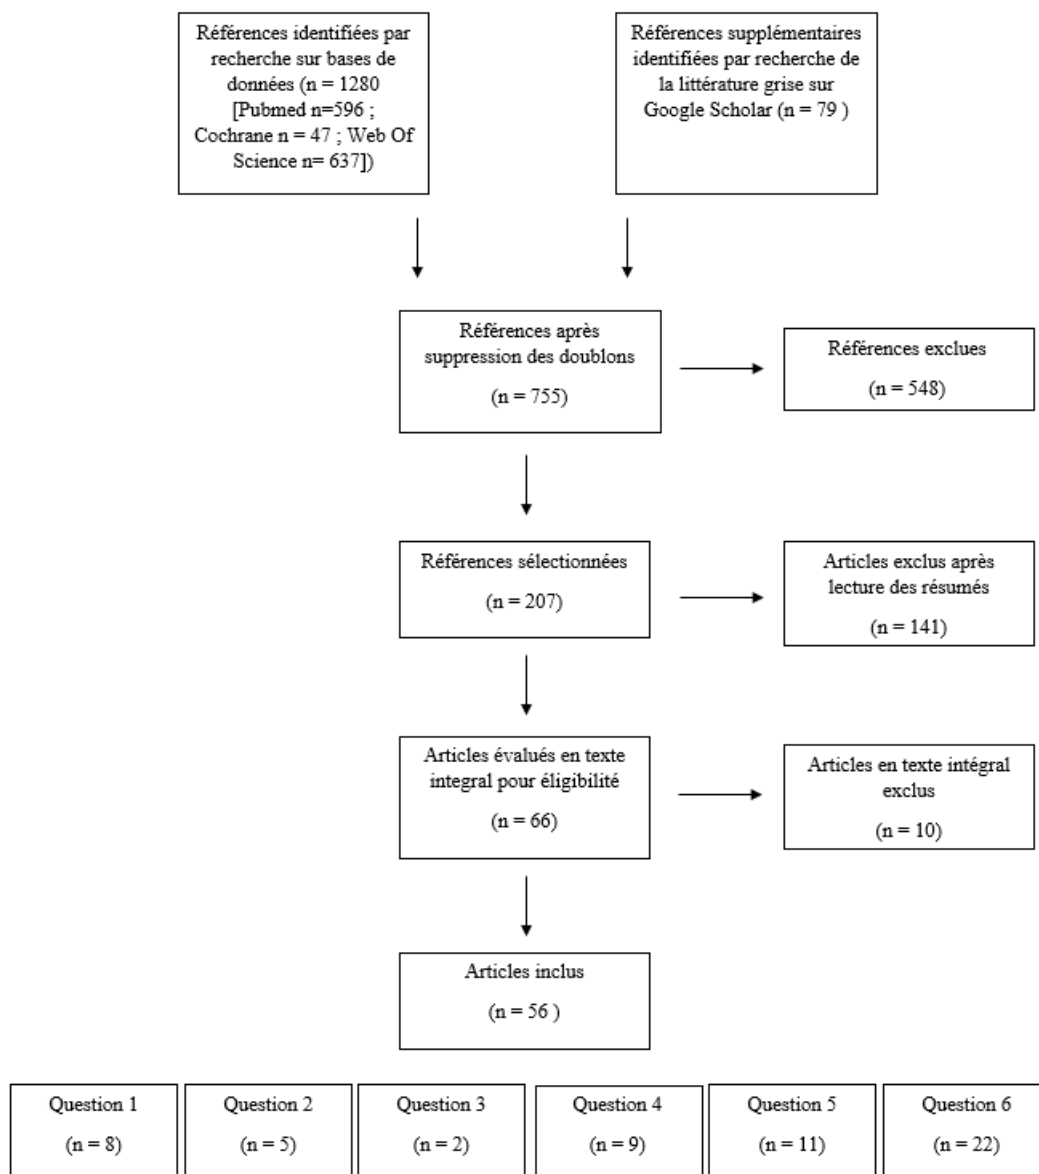 Références identifiées par
recherche sur bases de
données (n = 1280
[Pubmed n=596 ;
Cochrane n = 47 ; Web Of
Science n= 637])
Références supplémentaires
identifiées par recherche de
la littérature grise sur
Google Scholar (n = 79 )
Références après
suppression des doublons
(n = 755)
Références exclues
(n = 548)
Références sélectionnées
(n = 207)
Articles exclus après
lecture des résumés
(n = 141)
Articles évalués en texte
integral pour éligibilité
(n = 66)
Articles en texte intégral
exclus
(n = 10)
Articles inclus
(n = 56 )
Question 1
(n = 8)
Question 2
(n = 5)
Question 3
(n = 2)
Question 4
(n = 9)
Question 5
(n = 11)
Question 6
(n = 22)